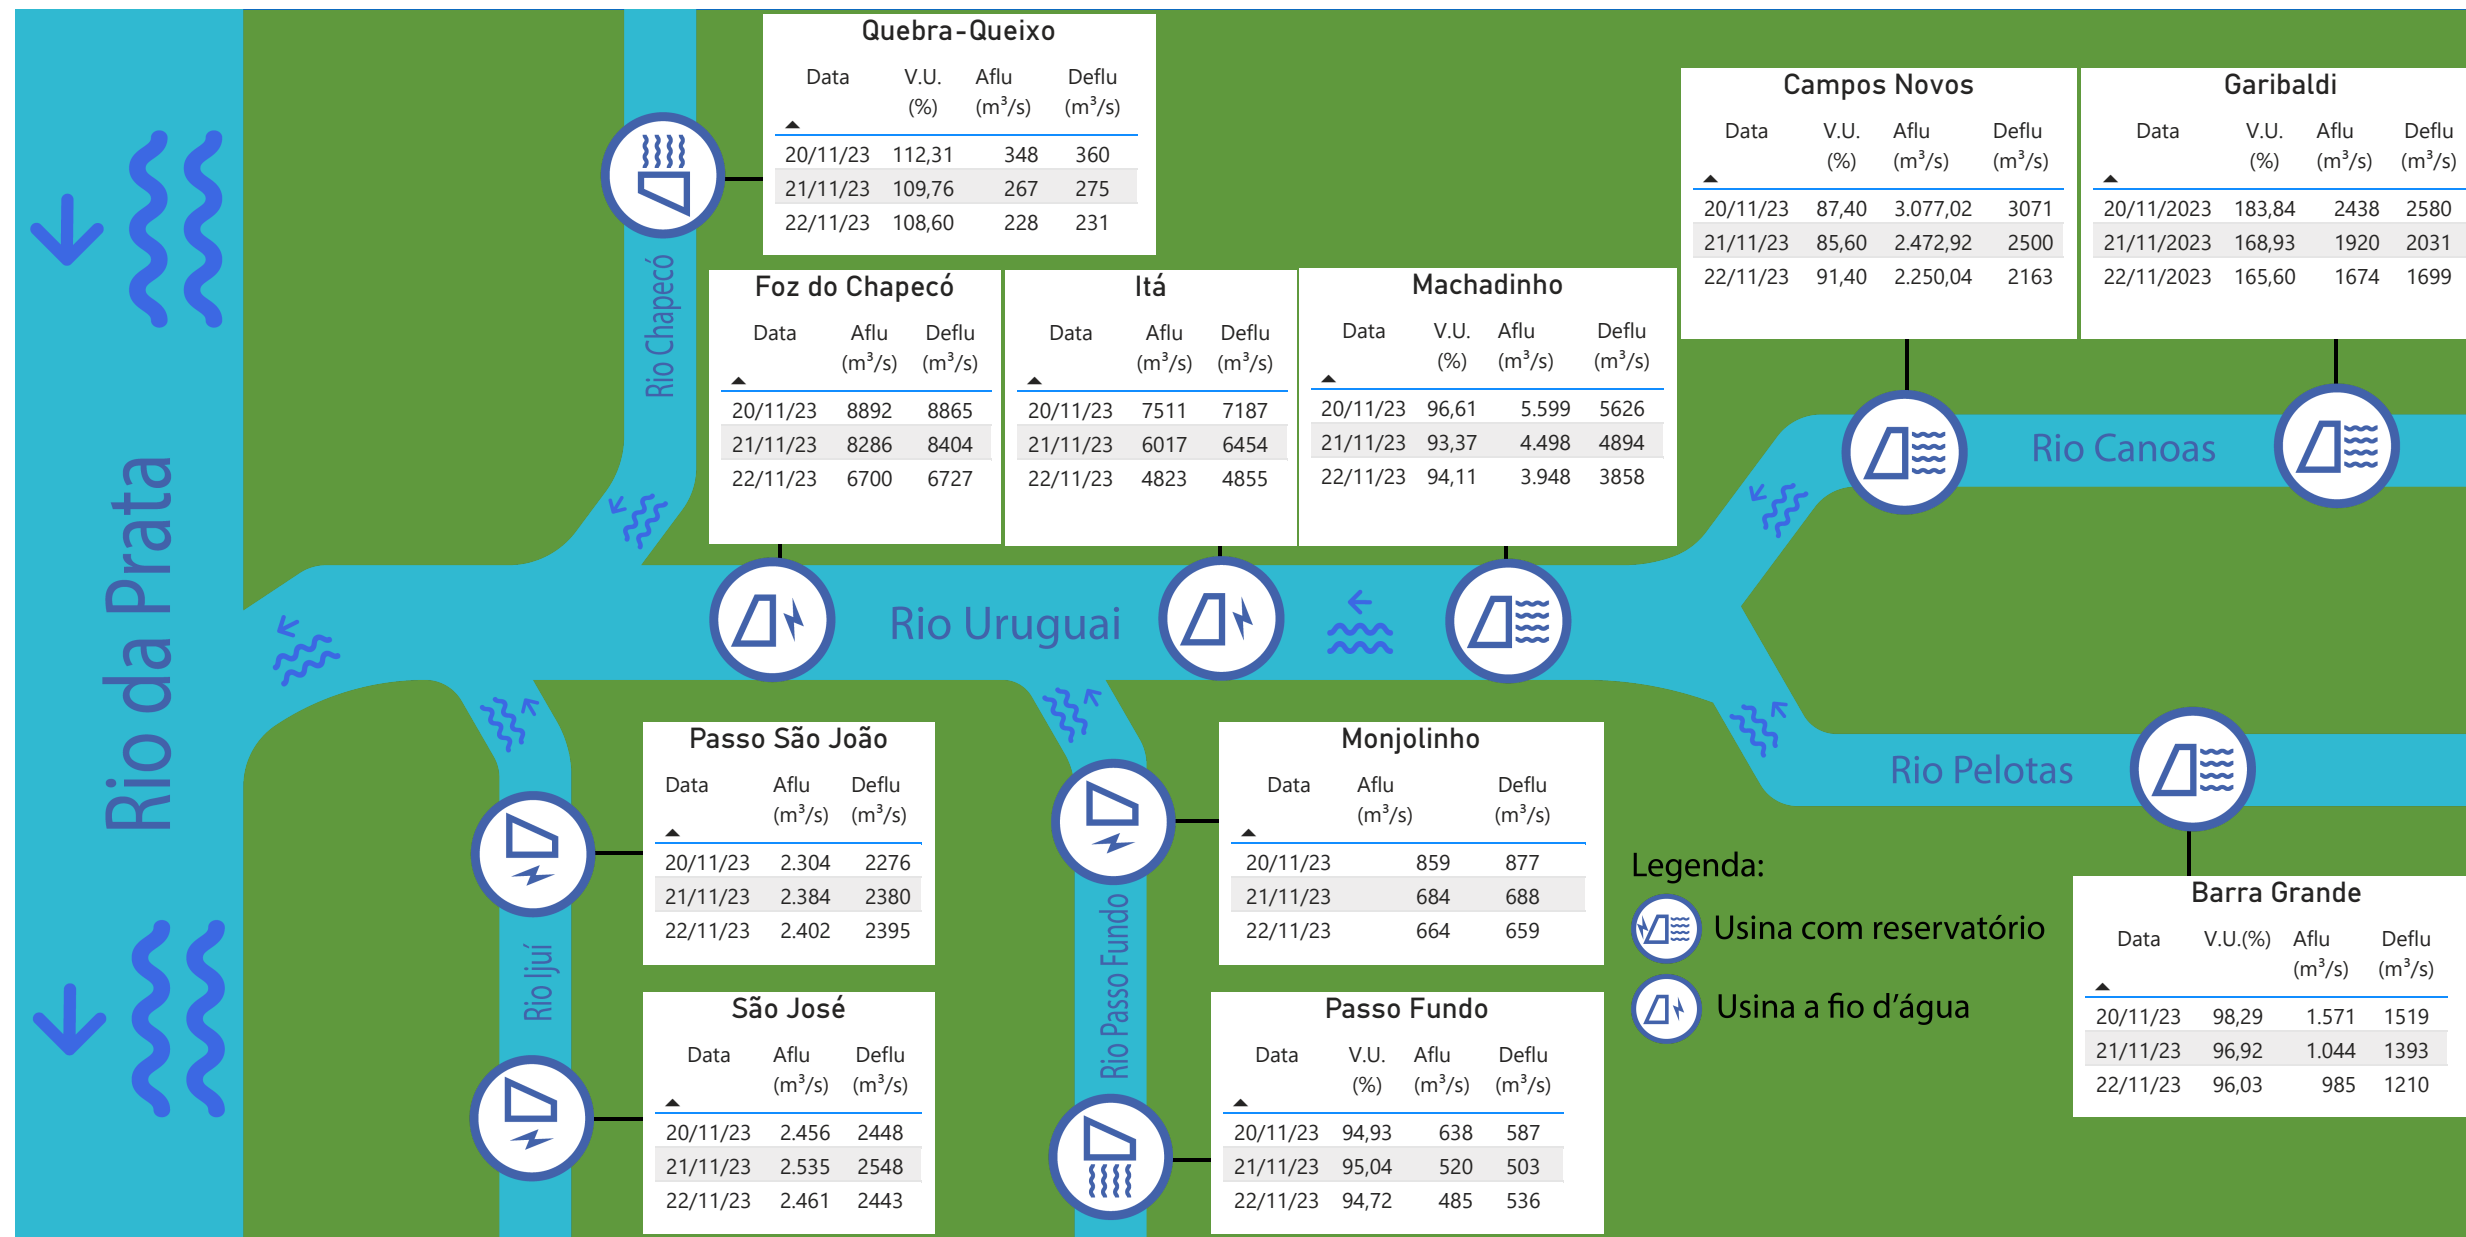 Quebra-Queixo
Data V.U. (%) Aflu (m³/s) Deflu (m³/s)
20/11/23 112,31 348 360
21/11/23 109,76 267 275
22/11/23 108,60 228 231
Campos Novos
Data V.U. (%) Aflu (m³/s) Deflu (m³/s)
20/11/23 87,40 3.077,02 3071
21/11/23 85,60 2.472,92 2500
22/11/23 91,40 2.250,04 2163
Garibaldi
Data V.U. (%) Aflu (m³/s) Deflu (m³/s)
20/11/2023 183,84 2438 2580
21/11/2023 168,93 1920 2031
22/11/2023 165,60 1674 1699
Rio Chapecó
Foz do Chapecó
Data Aflu (m³/s) Deflu (m³/s)
20/11/23 8892 8865
21/11/23 8286 8404
22/11/23 6700 6727
Itá
Data Aflu (m³/s) Deflu (m³/s)
20/11/23 7511 7187
21/11/23 6017 6454
22/11/23 4823 4855
Machadinho
Data V.U. (%) Aflu (m³/s) Deflu (m³/s)
20/11/23 96,61 5.599 5626
21/11/23 93,37 4.498 4894
22/11/23 94,11 3.948 3858
Rio Canoas
Rio da Prata
Rio Uruguai
Rio Pelotas
Passo São João
Data Aflu (m³/s) Deflu (m³/s)
20/11/23 2.304 2276
21/11/23 2.384 2380
22/11/23 2.402 2395
Monjolinho
Data Aflu (m³/s) Deflu (m³/s)
20/11/23 859 877
21/11/23 684 688
22/11/23 664 659
Legenda:
Usina com reservatório
Usina a fio d'água
Barra Grande
Data V.U.(%) Aflu (m³/s) Deflu (m³/s)
20/11/23 98,29 1.571 1519
21/11/23 96,92 1.044 1393
22/11/23 96,03 985 1210
Rio Ijuí
São José
Data Aflu (m³/s) Deflu (m³/s)
20/11/23 2.456 2448
21/11/23 2.535 2548
22/11/23 2.461 2443
Rio Passo Fundo
Passo Fundo
Data V.U. (%) Aflu (m³/s) Deflu (m³/s)
20/11/23 94,93 638 587
21/11/23 95,04 520 503
22/11/23 94,72 485 536